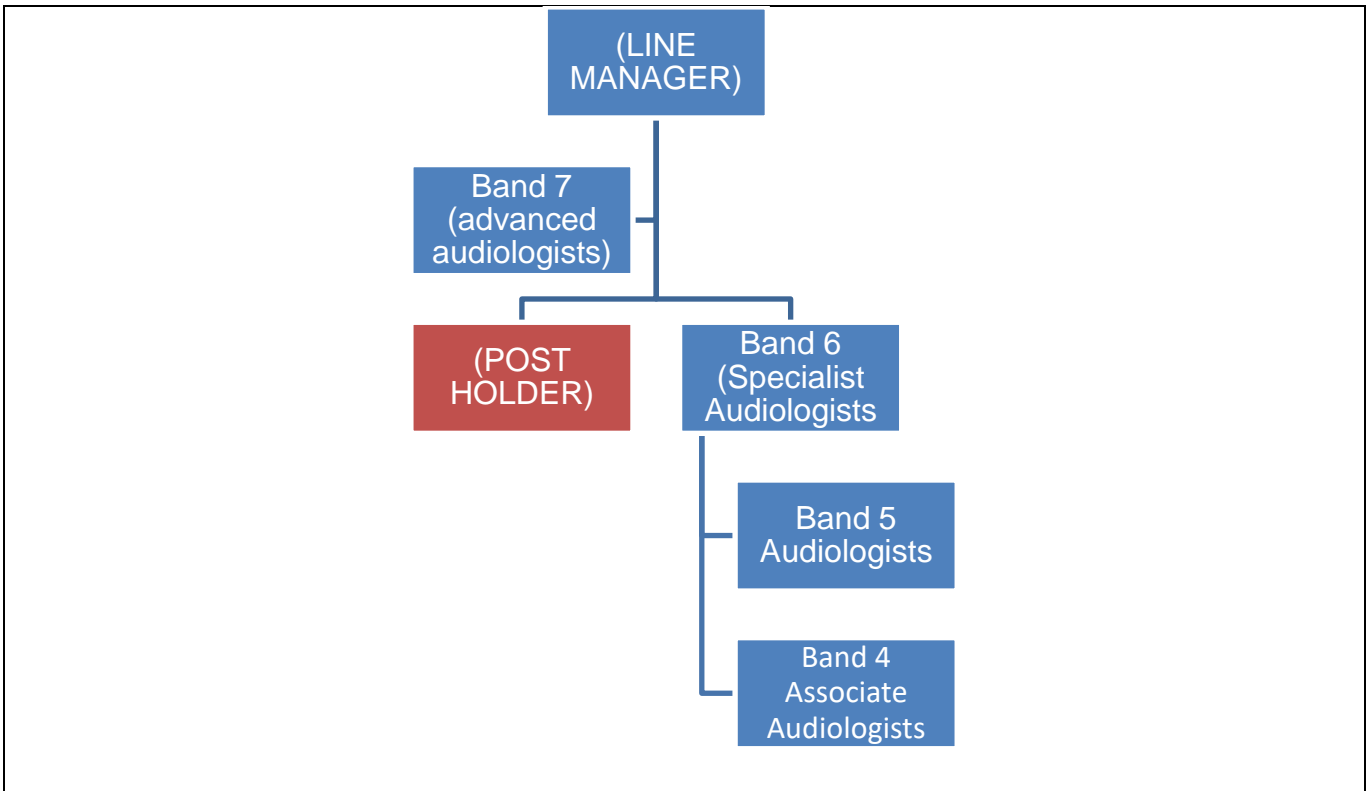 (LINE
MANAGER)
Band 7
(advanced
audiologists)
(POST
HOLDER)
Band 6
(Specialist
Audiologists
Band 5
Audiologists
Band 4
Associate
Audiologists